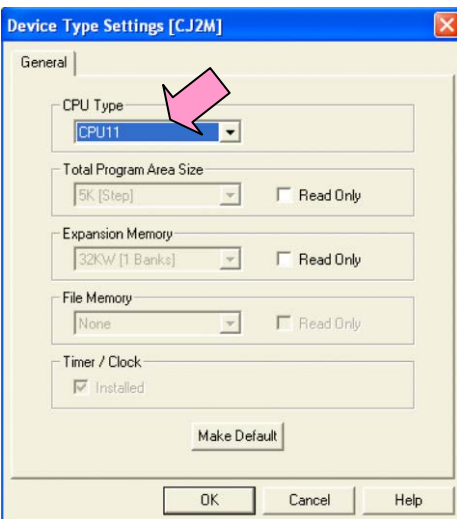 Device Type Settings [CJ2M]
General
CPU Type
CPU11
Total Program Area Size
5K [Step]
Read Only
Expansion Memory
32KW [1 Banks]
Read Only
File Memory
None
Read Only
Timer / Clock
Installed
Make Default
OK Cancel Help